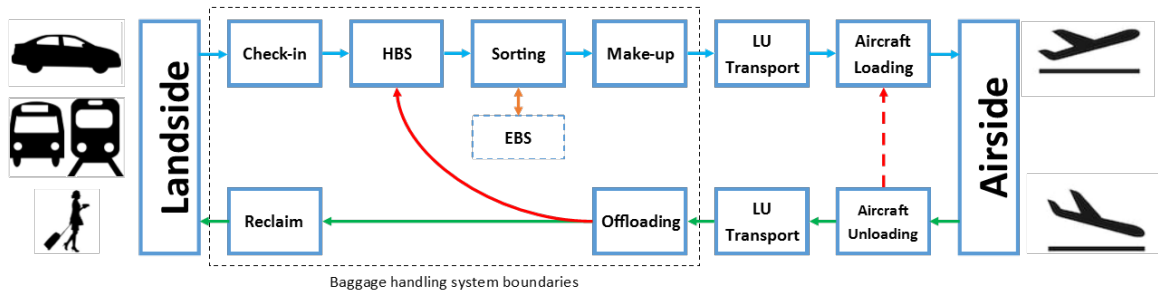 Landside
Check-in
HBS
Sorting
Make-up
LU
Transport
Aircraft
Loading
Airside
EBS
Reclaim
Offloading
LU
Transport
Aircraft
Unloading
Baggage handling system boundaries